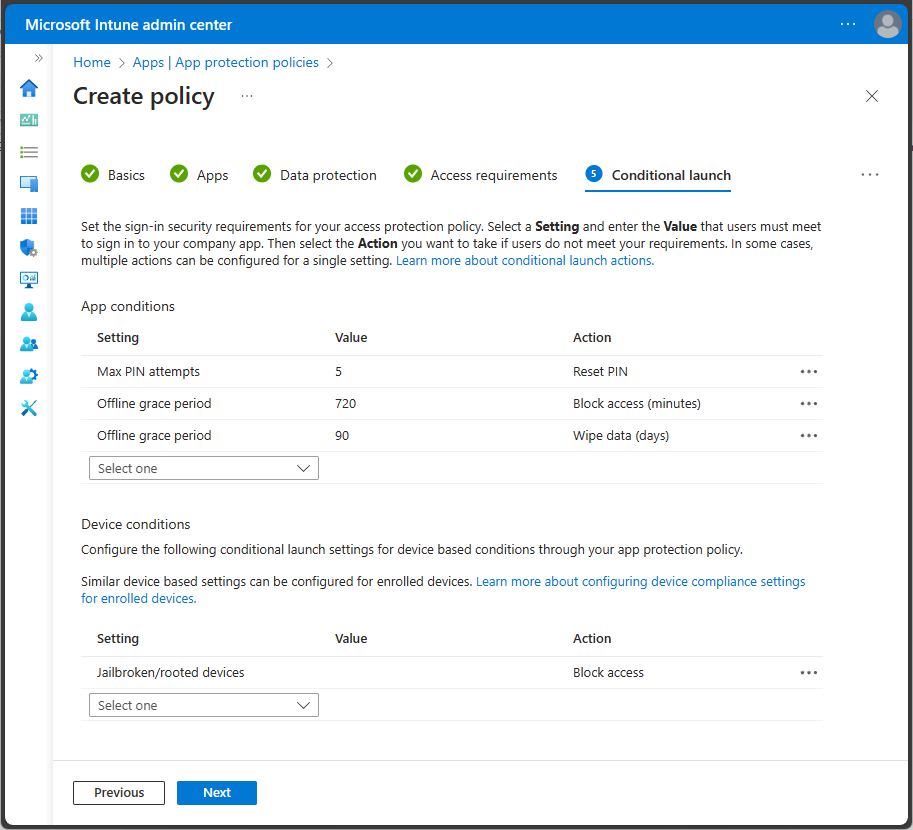 Microsoft Intune admin center
Home > Apps | App protection policies >
Create policy
Basics
Apps
Data protection
Access requirements
5 Conditional launch
Set the sign-in security requirements for your access protection policy. Select a Setting and enter the Value that users must meet
to sign in to your company app. Then select the Action you want to take if users do not meet your requirements. In some cases,
multiple actions can be configured for a single setting. Learn more about conditional launch actions.
App conditions
Setting Value Action
Max PIN attempts 5 Reset PIN
Offline grace period 720 Block access (minutes)
Offline grace period 90 Wipe data (days)
Select one
Device conditions
Configure the following conditional launch settings for device based conditions through your app protection policy.
Similar device based settings can be configured for enrolled devices. Learn more about configuring device compliance settings
for enrolled devices.
Setting Value Action
Jailbroken/rooted devices Block access
Select one
Previous Next